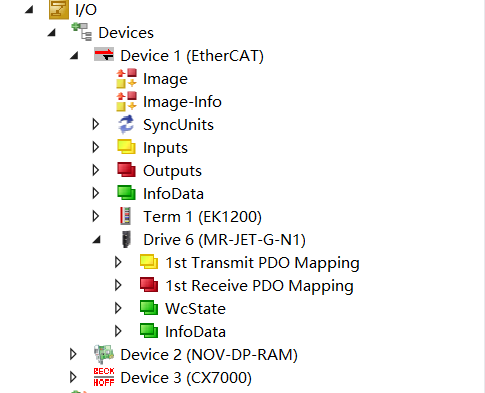 I/O
Devices
Device 1 (EtherCAT)
Image
Image-Info
SyncUnits
Inputs
Outputs
InfoData
Term 1 (EK1200)
Drive 6 (MR-JET-G-N1)
1st Transmit PDO Mapping
1st Receive PDO Mapping
WcState
InfoData
Device 2 (NOV-DP-RAM)
BECK HOFF Device 3 (CX7000)